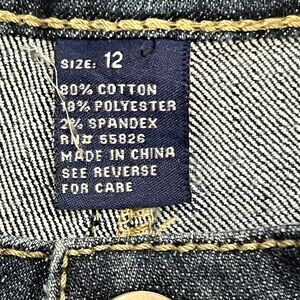 SIZE: 12
80% COTTON
18% POLYESTER
2% SPANDEX
RN# 55826
MADE IN CHINA
SEE REVERSE
FOR CARE